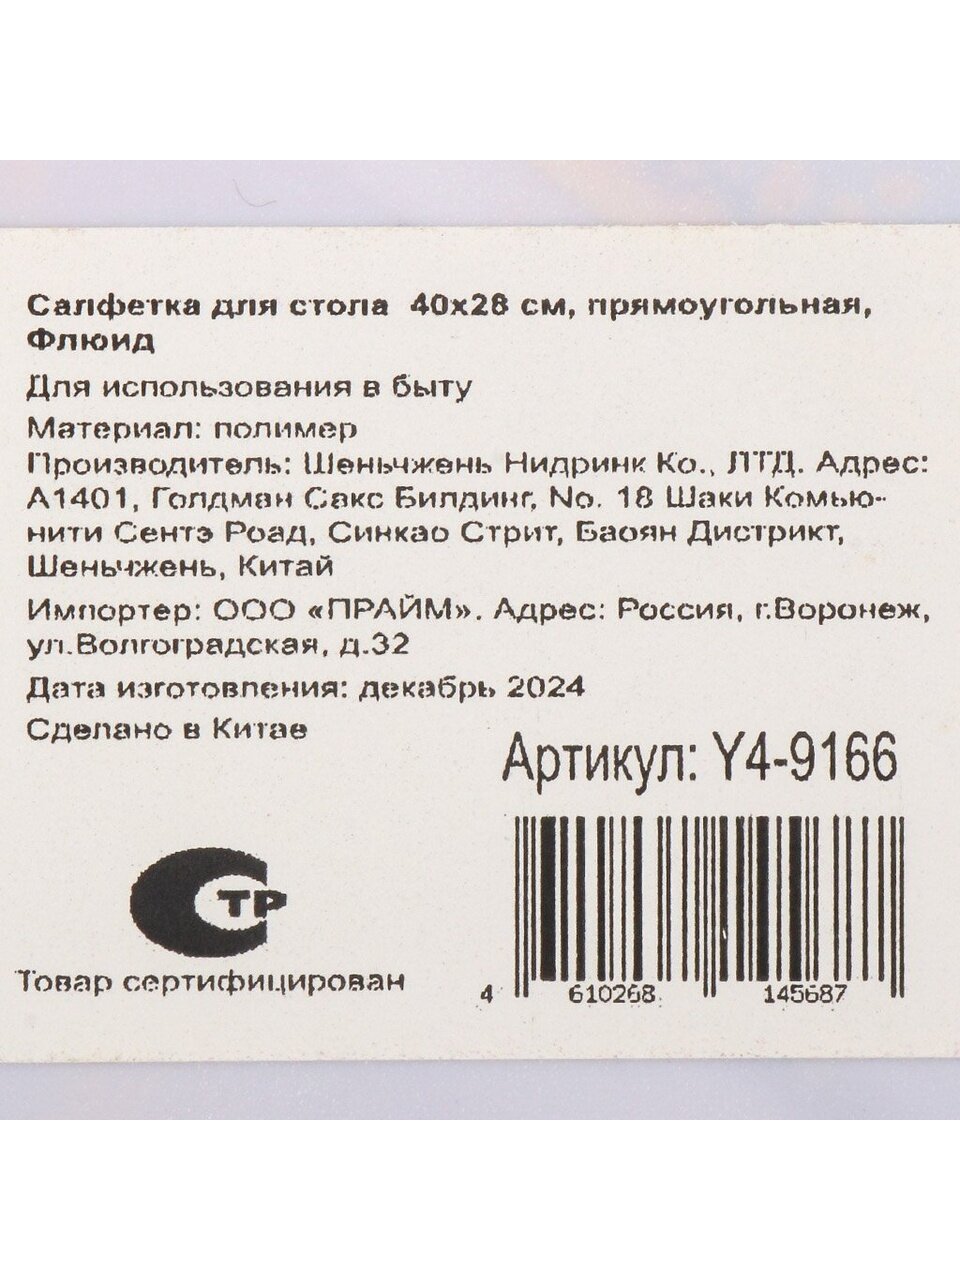 Салфетка для стола 40х28 см, прямоугольная,
Флюид
Для использования в быту
Материал: полимер
Производитель: Шеньчжень Нидринк Ко., ЛТД. Адрес:
А1401, Голдман Сакс Билдинг, No. 18 Шаки Комью-
нити Сентэ Роад, Синкао Стрит, Баоян Дистрикт,
Шеньчжень, Китай
Импортер: ООО «ПРАЙМ». Адрес: Россия, г.Воронеж,
ул.Волгоградская, д.32
Дата изготовления: декабрь 2024
Сделано в Китае
Артикул: Y4-9166
СТР
Товар сертифицирован
4 610268 145687